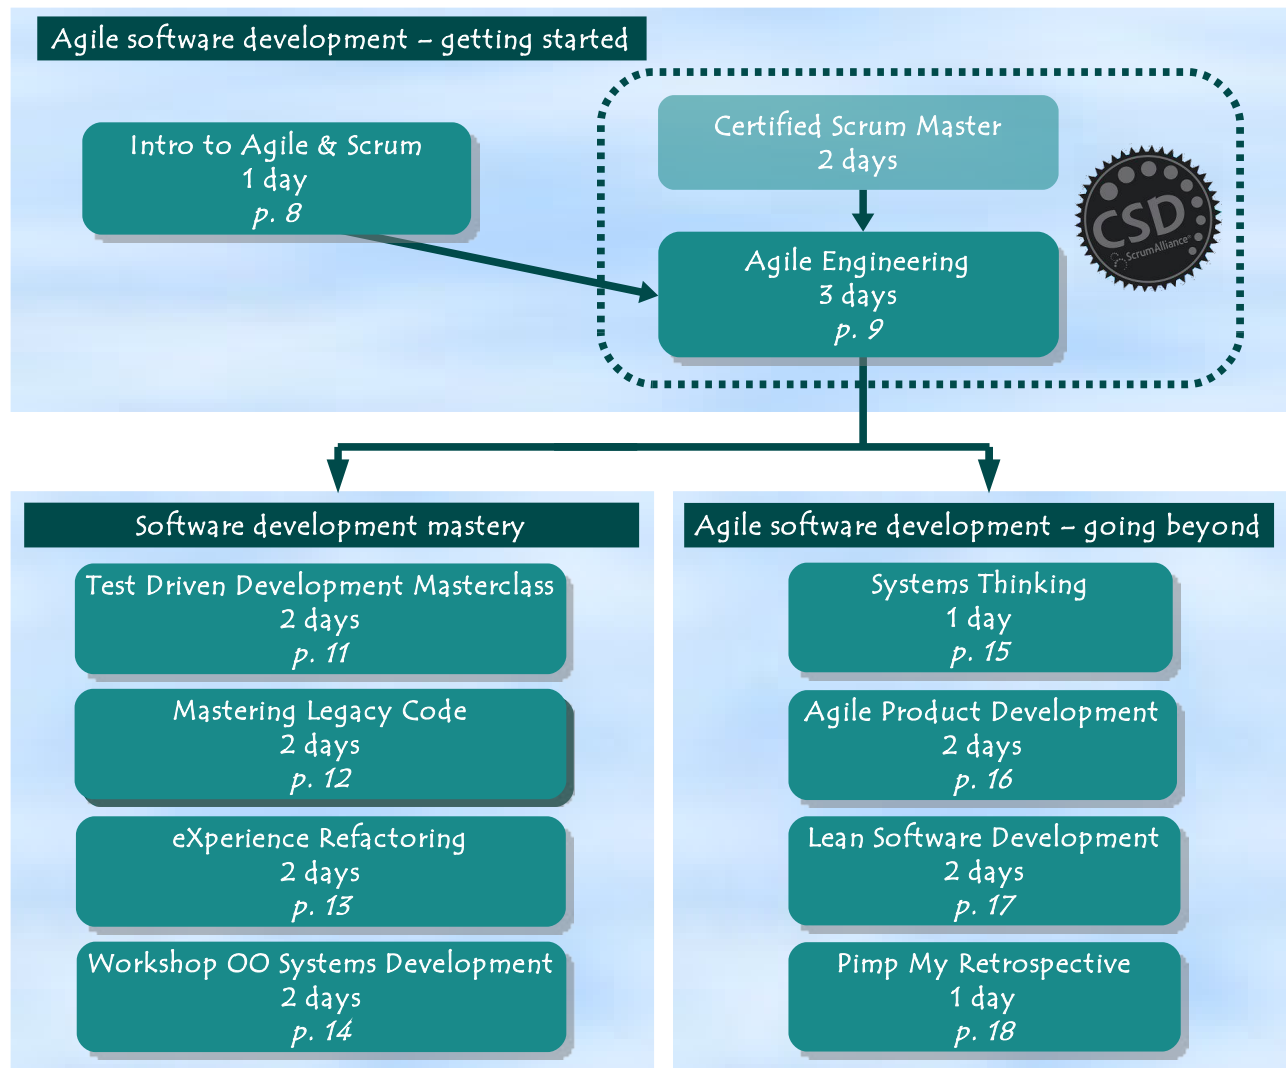 Agile software development – getting started
Intro to Agile & Scrum
1 day
p. 8
Certified Scrum Master
2 days
CSD
ScrumAlliance®
Agile Engineering
3 days
p. 9
Software development mastery
Test Driven Development Masterclass
2 days
p. 11
Mastering Legacy Code
2 days
p. 12
eXperience Refactoring
2 days
p. 13
Workshop OO Systems Development
2 days
p. 14
Agile software development – going beyond
Systems Thinking
1 day
p. 15
Agile Product Development
2 days
p. 16
Lean Software Development
2 days
p. 17
Pimp My Retrospective
1 day
p. 18